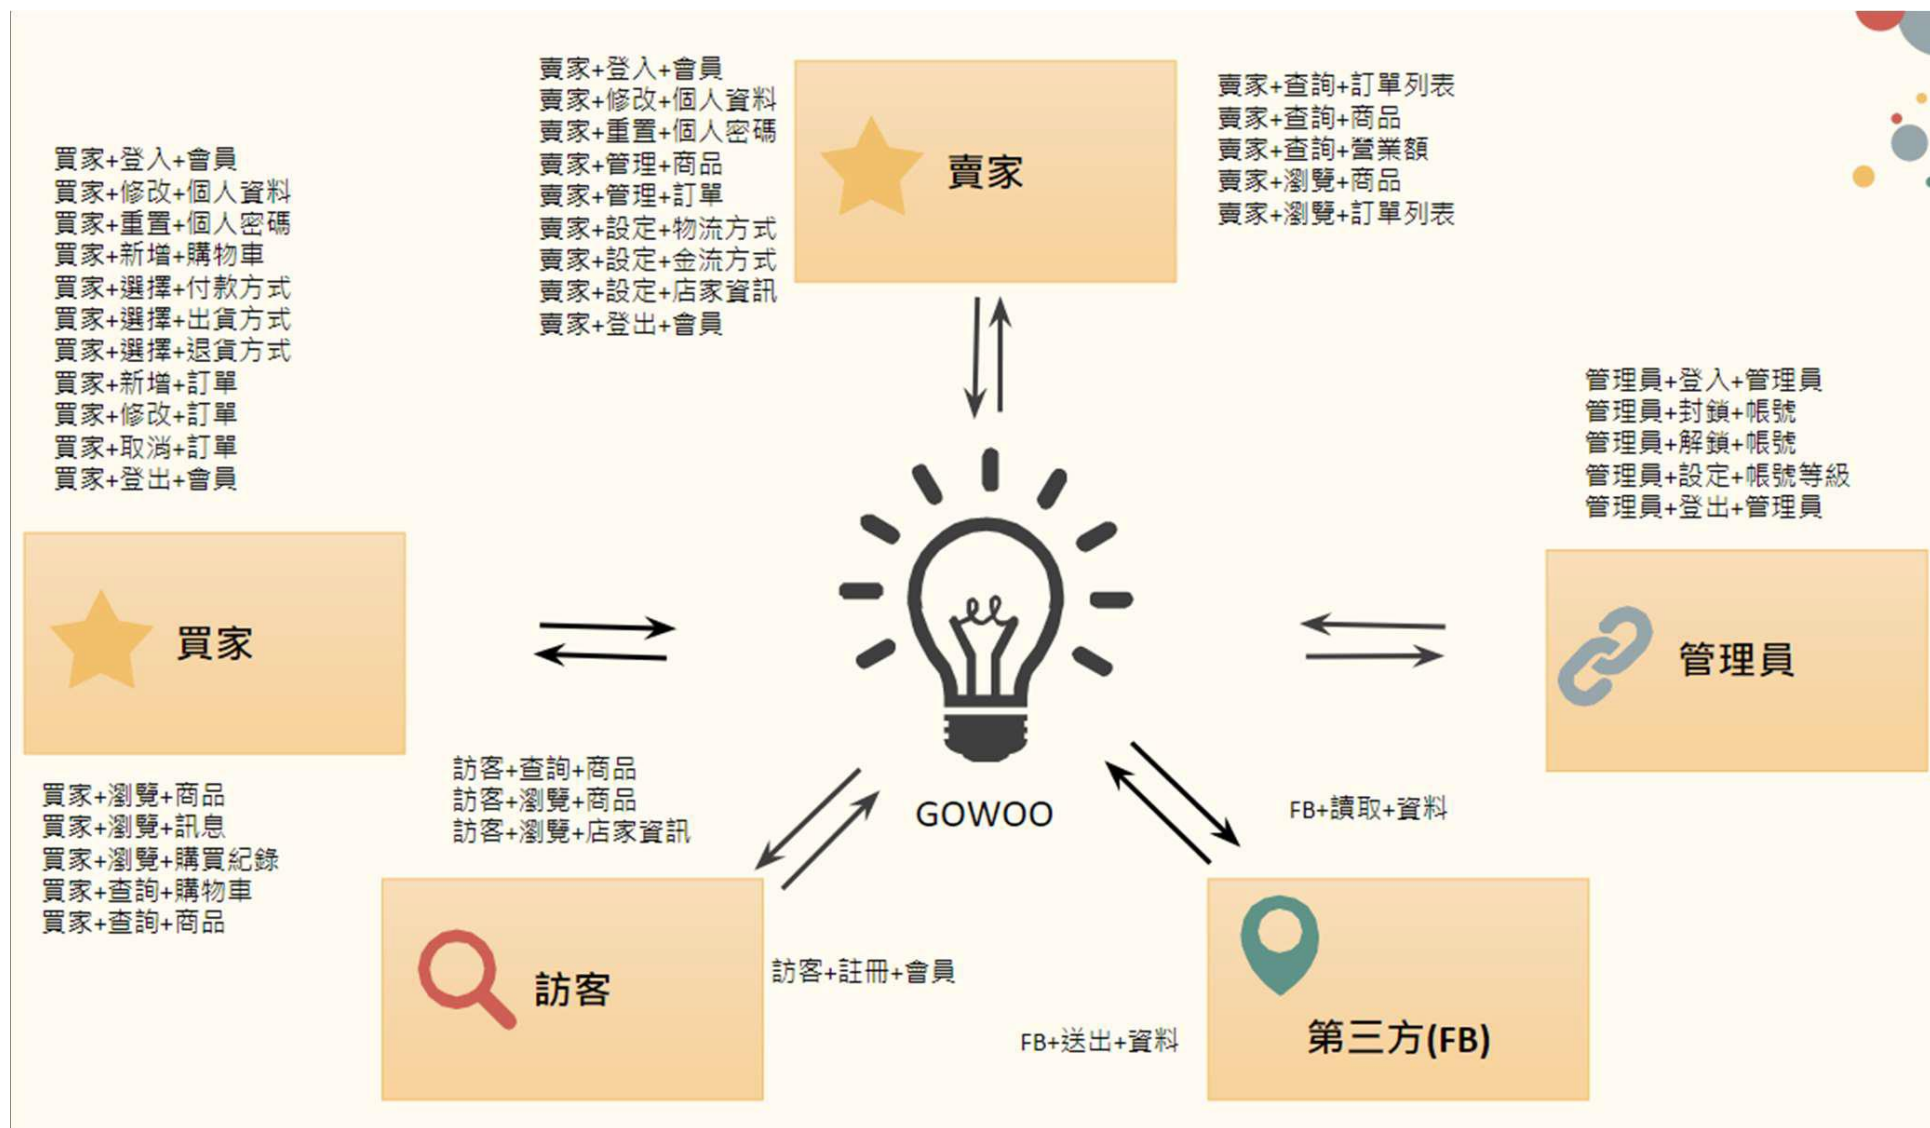 賣家+登入+會員
賣家+修改+個人資料
賣家+重置+個人密碼
賣家+管理+商品
賣家+管理+訂單
賣家+設定+物流方式
賣家+設定+金流方式
賣家+設定+店家資訊
賣家+登出+會員
賣家
賣家+查詢+訂單列表
賣家+查詢+商品
賣家+查詢+營業額
賣家+瀏覽+商品
賣家+瀏覽+訂單列表
買家+登入+會員
買家+修改+個人資料
買家+重置+個人密碼
買家+新增+購物車
買家+選擇+付款方式
買家+選擇+出貨方式
買家+選擇+退貨方式
買家+新增+訂單
買家+修改+訂單
買家+取消+訂單
買家+登出+會員
買家
買家+瀏覽+商品
買家+瀏覽+訊息
買家+瀏覽+購買紀錄
買家+查詢+購物車
買家+查詢+商品
管理員+登入+管理員
管理員+封鎖+帳號
管理員+解鎖+帳號
管理員+設定+帳號等級
管理員+登出+管理員
管理員
GOWOO
訪客+查詢+商品
訪客+瀏覽+商品
訪客+瀏覽+店家資訊
訪客
訪客+註冊+會員
FB+讀取+資料
FB+送出+資料
第三方(FB)